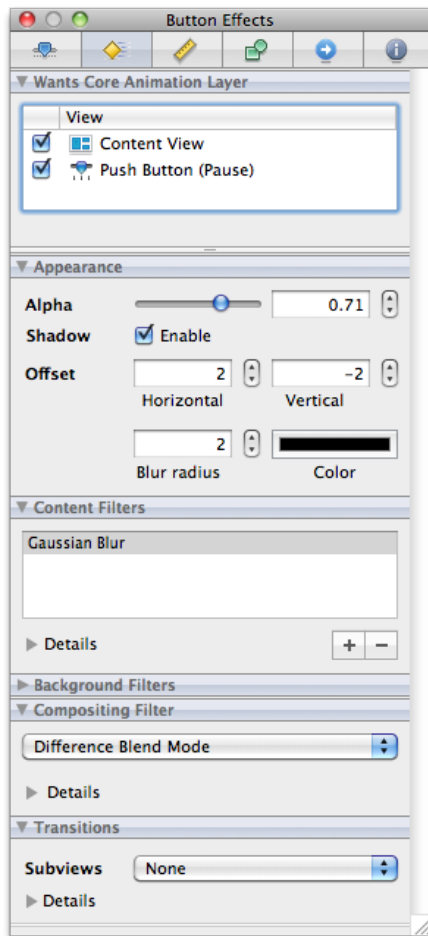 Button Effects
Wants Core Animation Layer
View
Content View
Push Button (Pause)
Appearance
Alpha 0.71
Shadow Enable
Offset 2 -2
Horizontal Vertical
2
Blur radius Color
Content Filters
Gaussian Blur
Details + −
Background Filters
Compositing Filter
Difference Blend Mode
Details
Transitions
Subviews None
Details